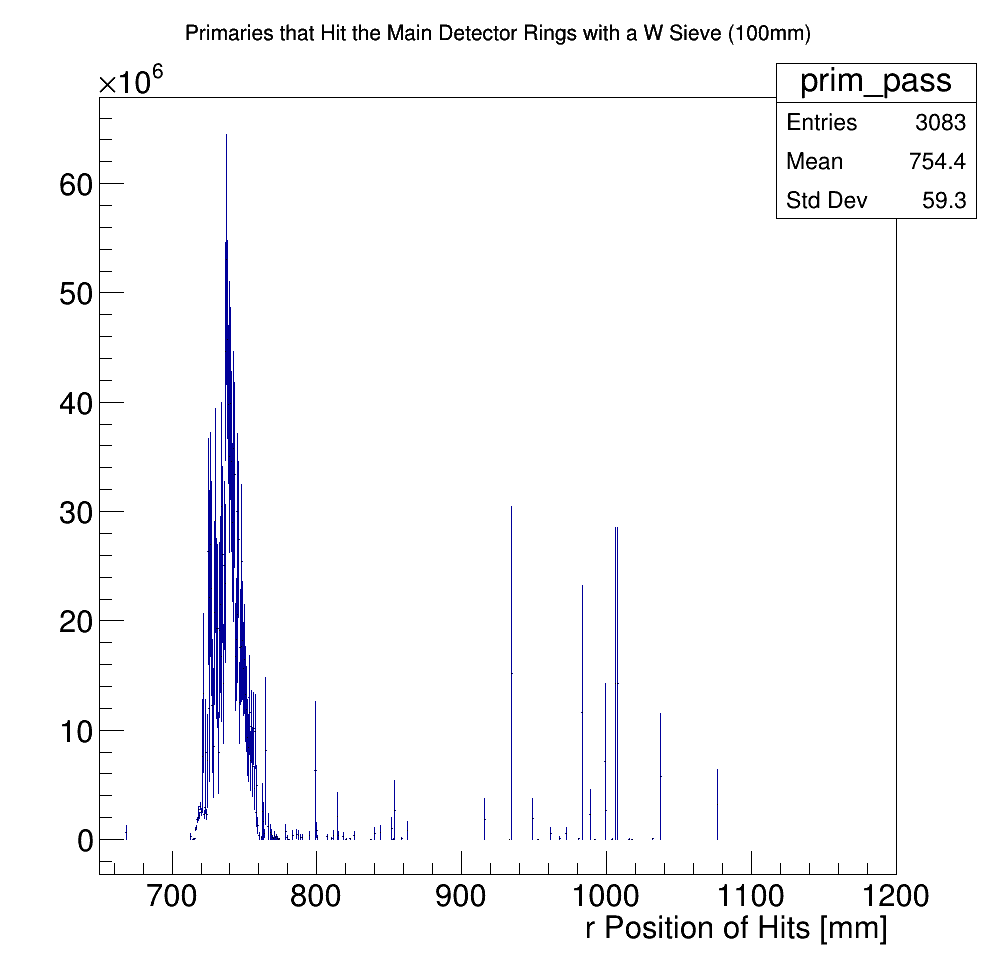 Primaries that Hit the Main Detector Rings with a W Sieve (100mm)
×10⁶
prim_pass
Entries 3083
Mean 754.4
Std Dev 59.3
60
50
40
30
20
10
0
700 800 900 1000 1100 1200
r Position of Hits [mm]